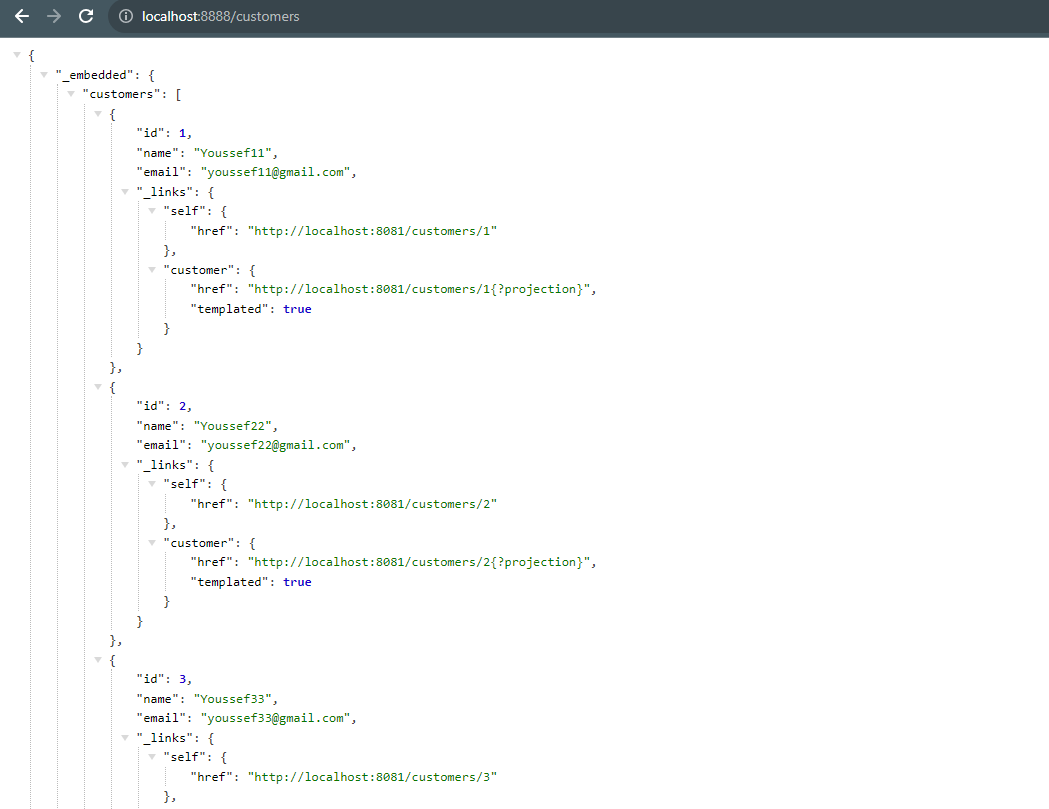 localhost:8888/customers
{
"_embedded": {
"customers": [
{
"id": 1,
"name": "Youssef11",
"email": "youssef11@gmail.com",
"_links": {
"self": {
"href": "http://localhost:8081/customers/1"
},
"customer": {
"href": "http://localhost:8081/customers/1{?projection}",
"templated": true
}
}
},
{
"id": 2,
"name": "Youssef22",
"email": "youssef22@gmail.com",
"_links": {
"self": {
"href": "http://localhost:8081/customers/2"
},
"customer": {
"href": "http://localhost:8081/customers/2{?projection}",
"templated": true
}
}
},
{
"id": 3,
"name": "Youssef33",
"email": "youssef33@gmail.com",
"_links": {
"self": {
"href": "http://localhost:8081/customers/3"
},